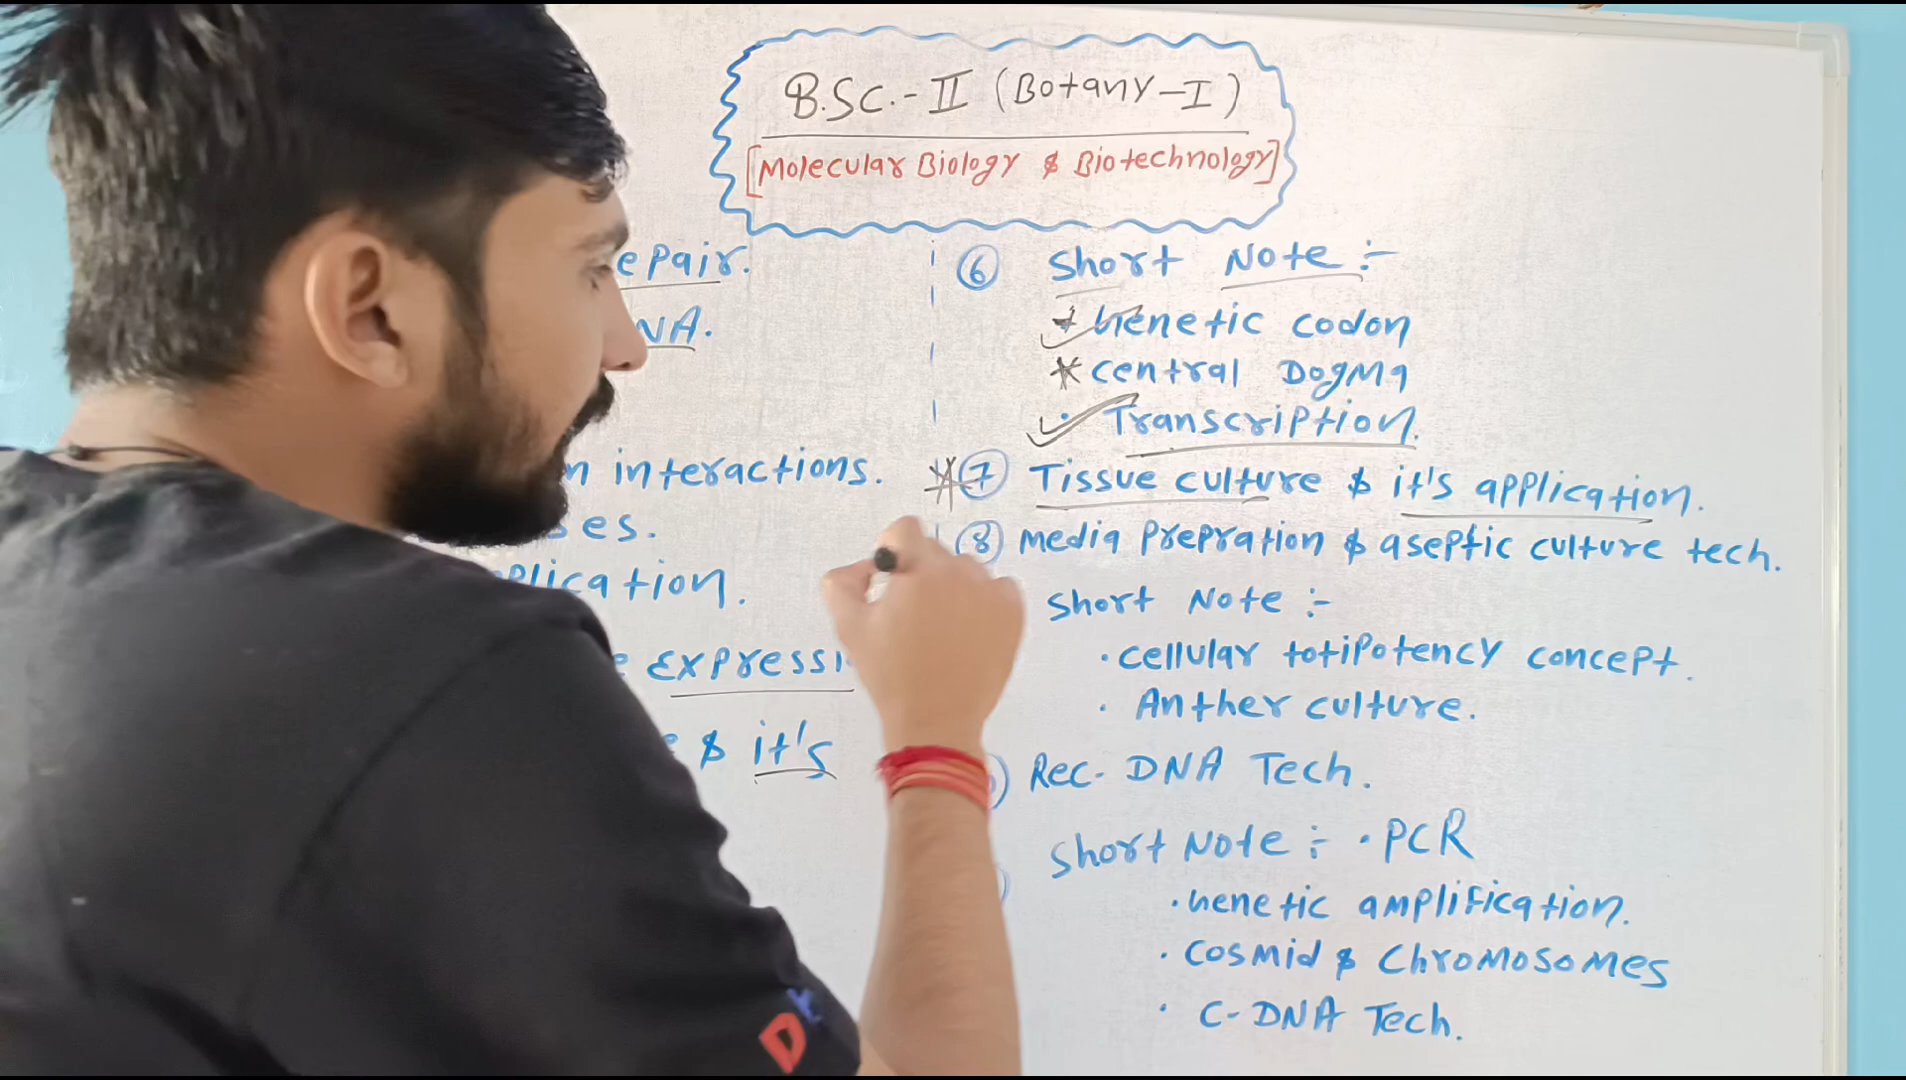 B.SC.-II (Botany-I)
[Molecular Biology & Biotechnology]
epair.
NA.
n interactions.
ses.
plication.
Expressi
& it's
⑥ Short Note :-
Genetic codon
* central Dogma
Transcription.
* ⑦ Tissue culture & it's application.
⑧ media Prepration & aseptic culture tech.
Short Note :-
· cellular totipotency concept.
· Anther culture.
Rec. DNA Tech.
Short Note :- · PCR
· Genetic amplification.
· Cosmid & Chromosomes
· C-DNA Tech.